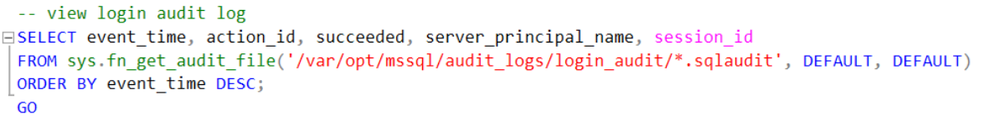 -- view login audit log
SELECT event_time, action_id, succeeded, server_principal_name, session_id
FROM sys.fn_get_audit_file('/var/opt/mssql/audit_logs/login_audit/*.sqlaudit', DEFAULT, DEFAULT)
ORDER BY event_time DESC;
GO